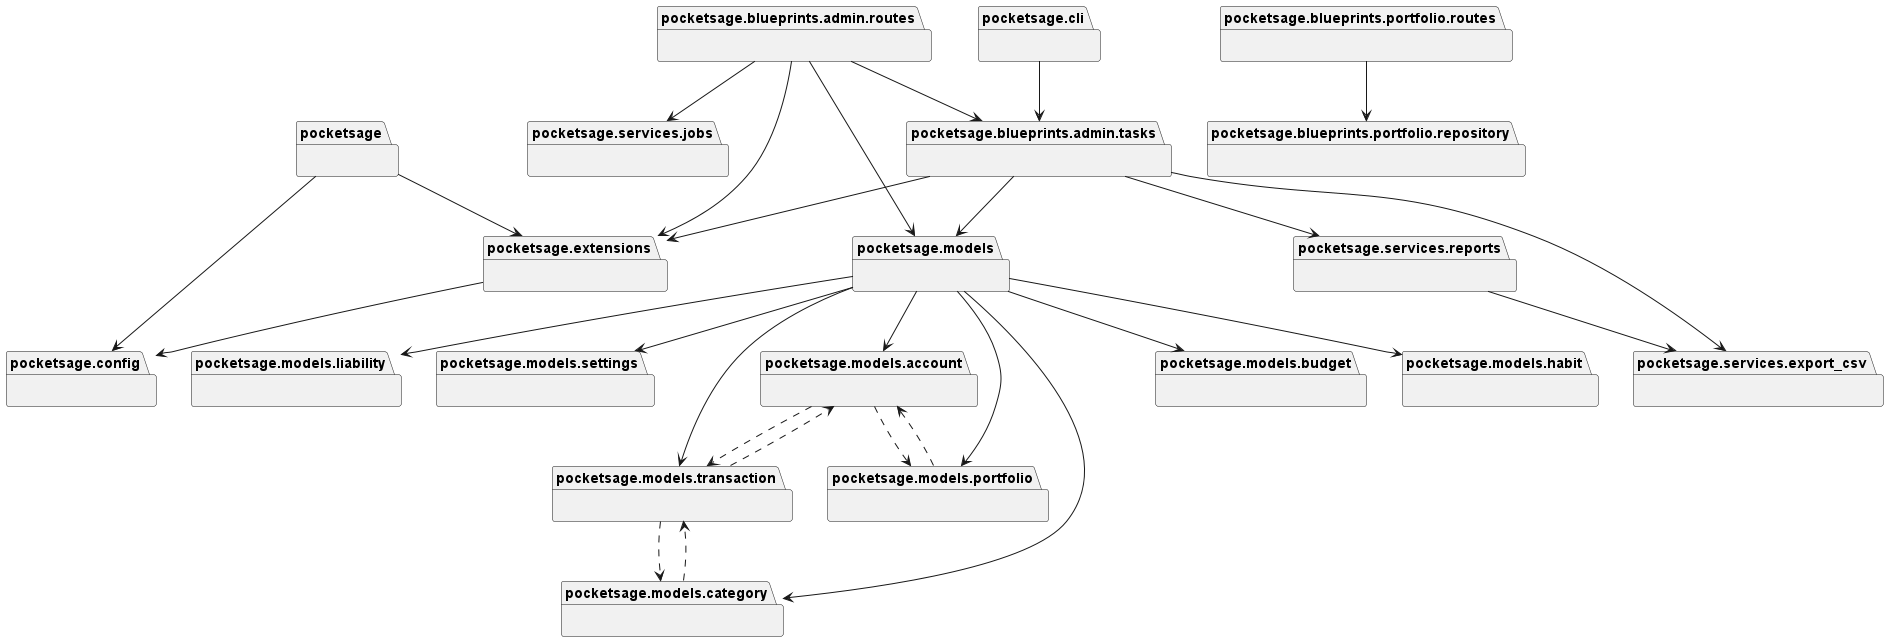 pocketsage.blueprints.admin.routes
pocketsage.cli
pocketsage.blueprints.portfolio.routes
pocketsage
pocketsage.services.jobs
pocketsage.blueprints.admin.tasks
pocketsage.blueprints.portfolio.repository
pocketsage.extensions
pocketsage.models
pocketsage.services.reports
pocketsage.config
pocketsage.models.liability
pocketsage.models.settings
pocketsage.models.account
pocketsage.models.budget
pocketsage.models.habit
pocketsage.services.export_csv
pocketsage.models.transaction
pocketsage.models.portfolio
pocketsage.models.category